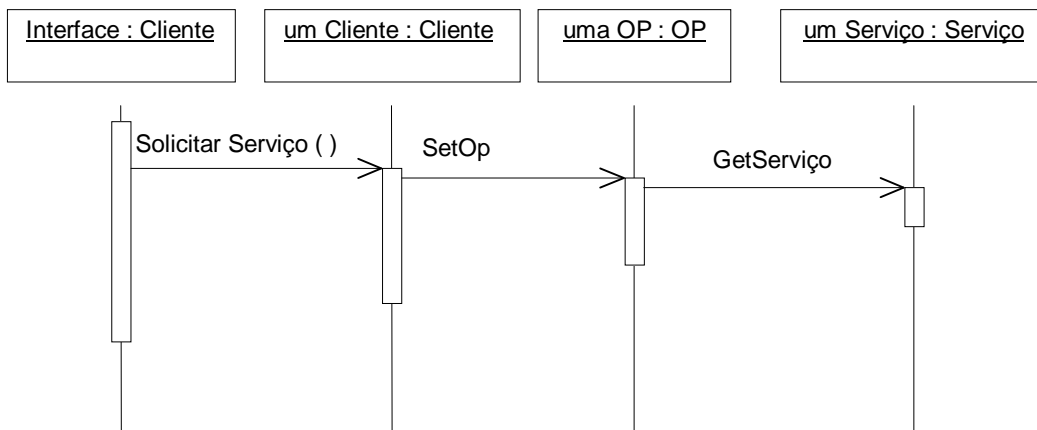 Interface : Cliente
um Cliente : Cliente
uma OP : OP
um Serviço : Serviço
Solicitar Serviço ( )
SetOp
GetServiço